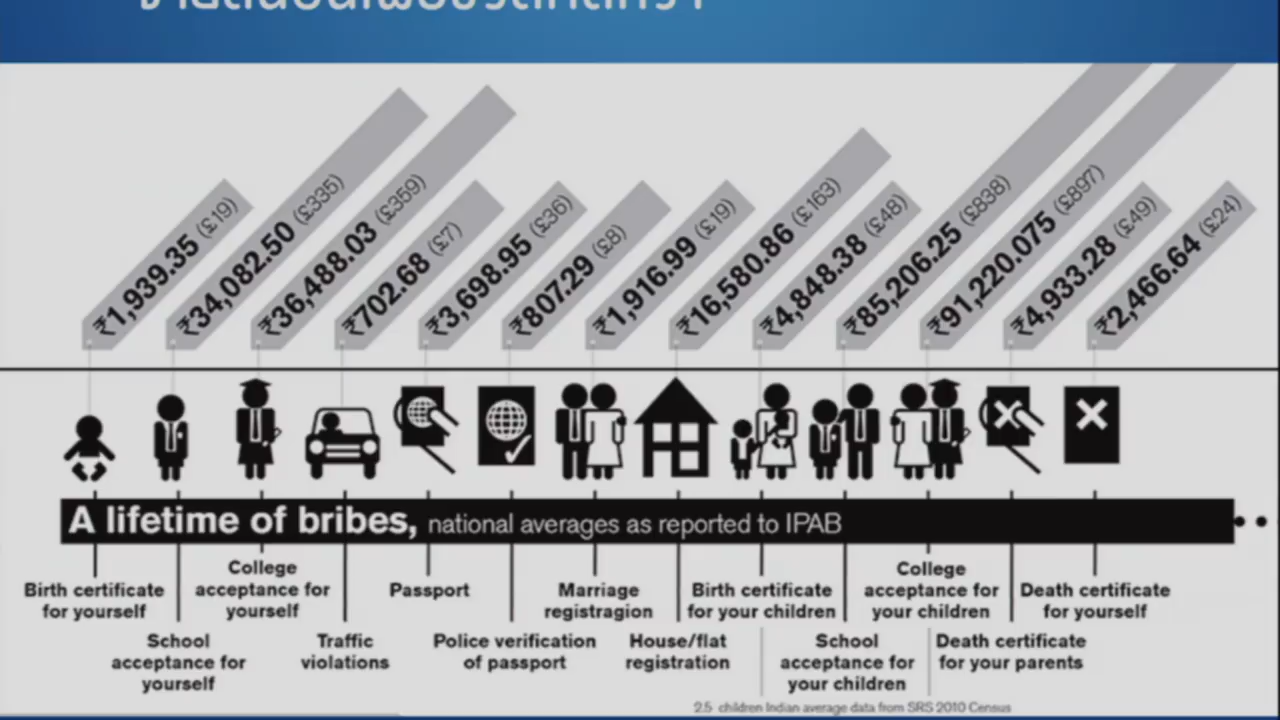 ₹1,939.35 (£19)
₹34,082.50 (£335)
₹36,488.03 (£359)
₹702.68 (£7)
₹3,698.95 (£36)
₹807.29 (£8)
₹1,916.99 (£19)
₹16,580.86 (£163)
₹4,848.38 (£48)
₹85,206.25 (£838)
₹91,220.075 (£897)
₹4,933.28 (£49)
₹2,466.64 (£24)
A lifetime of bribes, national averages as reported to IPAB
Birth certificate
for yourself
School
acceptance for
yourself
College
acceptance for
yourself
Traffic
violations
Passport
Police verification
of passport
Marriage
registragion
House/flat
registration
Birth certificate
for your children
School
acceptance for
your children
College
acceptance for
your children
Death certificate
for your parents
Death certificate
for yourself
2.5 children Indian average data from SRS 2010 Census